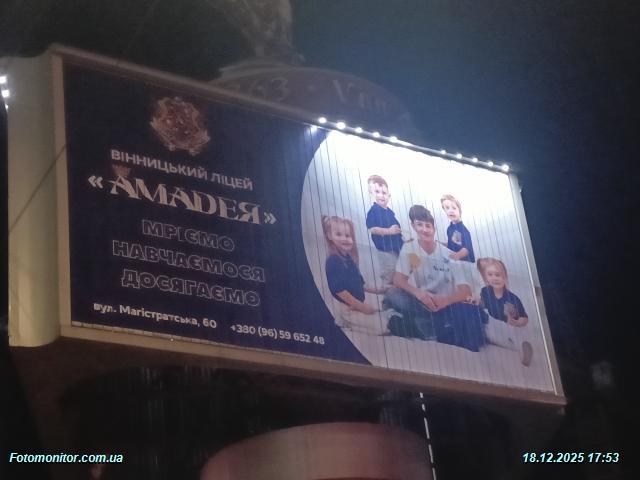 ВІННИЦЬКИЙ ЛІЦЕЙ
«АМАДЕЯ»
МРІЄМО
НАВЧАЄМОСЯ
ДОСЯГАЄМО
вул. Магістратська, 60 +380 (96) 59 652 48
Fotomonitor.com.ua
18.12.2025 17:53